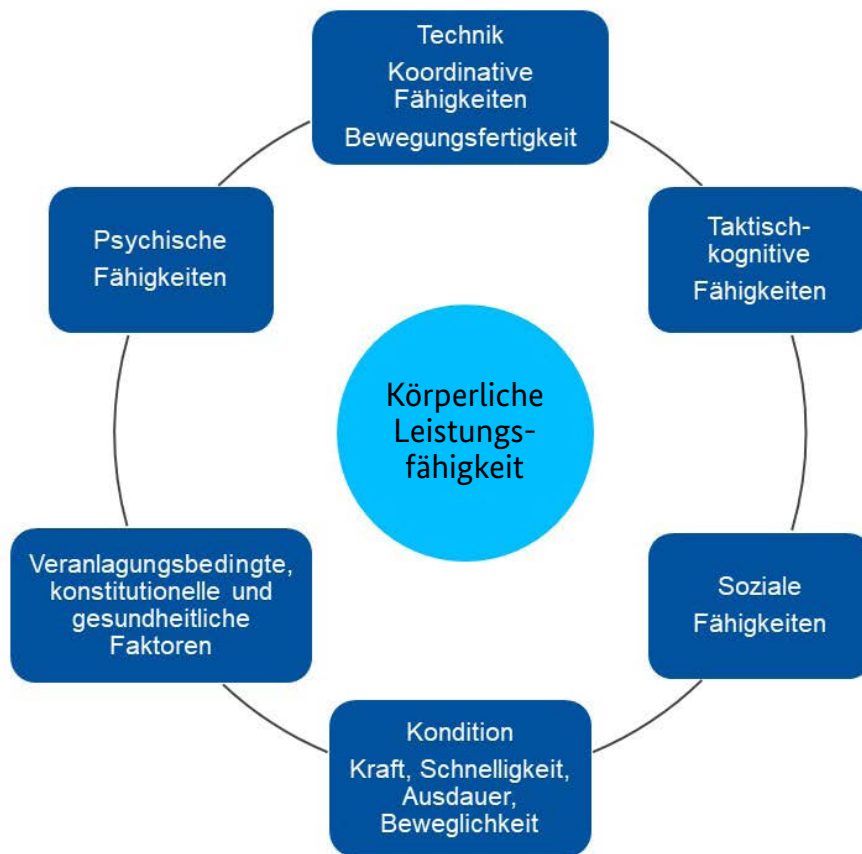 Technik
Koordinative
Fähigkeiten
Bewegungsfertigkeit
Taktisch-
kognitive
Fähigkeiten
Soziale
Fähigkeiten
Kondition
Kraft, Schnelligkeit,
Ausdauer,
Beweglichkeit
Veranlagungsbedingte,
konstitutionelle und
gesundheitliche
Faktoren
Psychische
Fähigkeiten
Körperliche
Leistungs-
fähigkeit